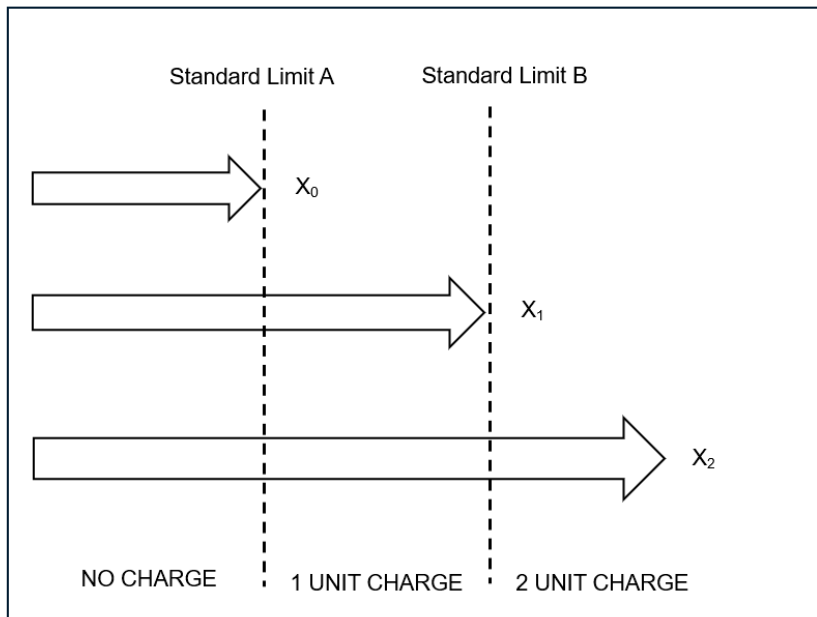 Standard Limit A
Standard Limit B
X₀
X₁
X₂
NO CHARGE
1 UNIT CHARGE
2 UNIT CHARGE